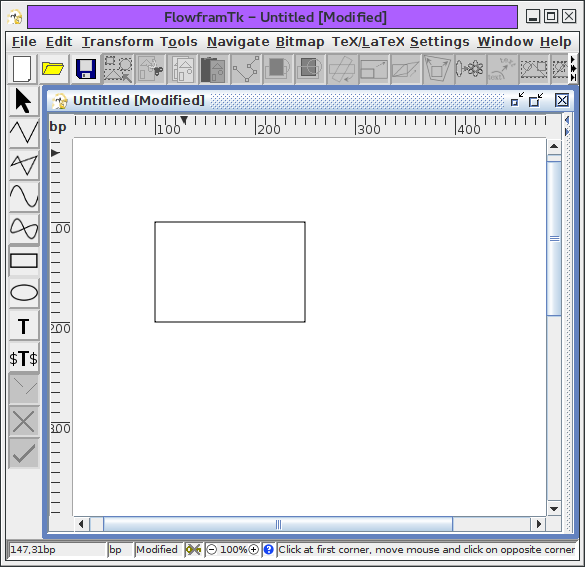 FlowframTk – Untitled [Modified]
File Edit Transform Tools Navigate Bitmap TeX/LaTeX Settings Window Help
Untitled [Modified]
bp 100 200 300 400
00
200
300
T
$T$
147,31bp bp Modified 100% ? Click at first corner, move mouse and click on opposite corner